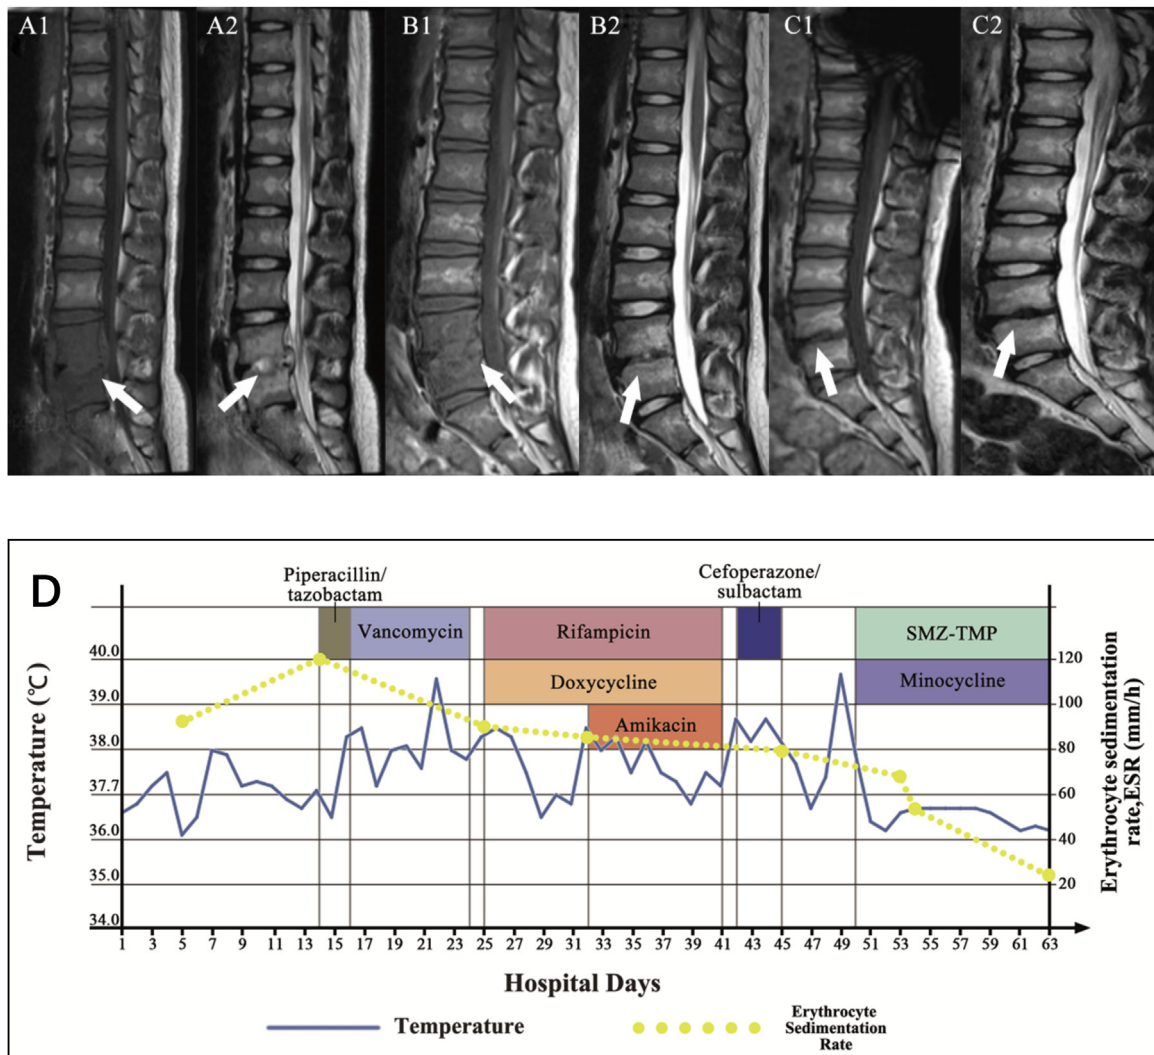 A1 A2 B1 B2 C1 C2
D
Piperacillin/
tazobactam
Cefoperazone/
sulbactam
Vancomycin
Rifampicin
SMZ-TMP
Doxycycline
Minocycline
Amikacin
Temperature (℃)
40.0
39.0
38.0
37.7
36.0
35.0
34.0
120
100
80
60
40
20
Erythrocyte sedimentation
rate,ESR (mm/h)
1 3 5 7 9 11 13 15 17 19 21 23 25 27 29 31 33 35 37 39 41 43 45 47 49 51 53 55 57 59 61 63
Hospital Days
Temperature
Erythrocyte
Sedimentation
Rate